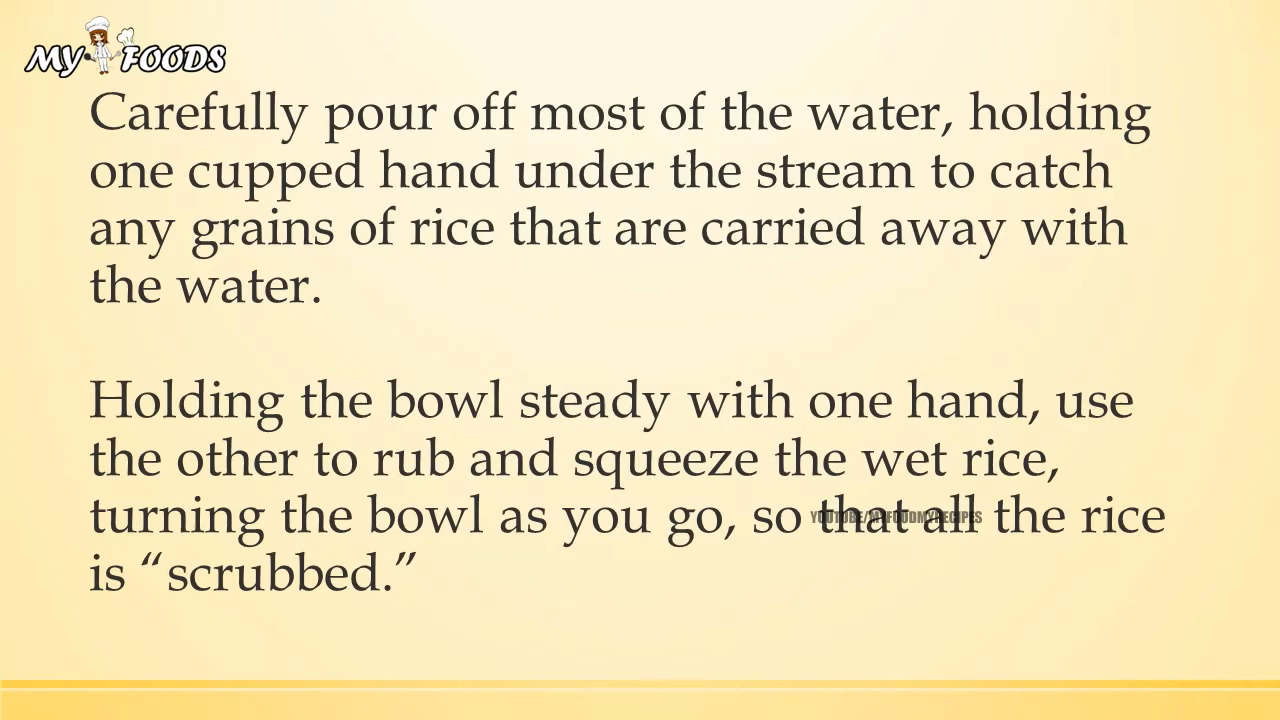 MY FOODS
Carefully pour off most of the water, holding
one cupped hand under the stream to catch
any grains of rice that are carried away with
the water.
Holding the bowl steady with one hand, use
the other to rub and squeeze the wet rice,
turning the bowl as you go, so that all the rice
is “scrubbed.”
YOUTUBE/MYFOODMYRECIPES